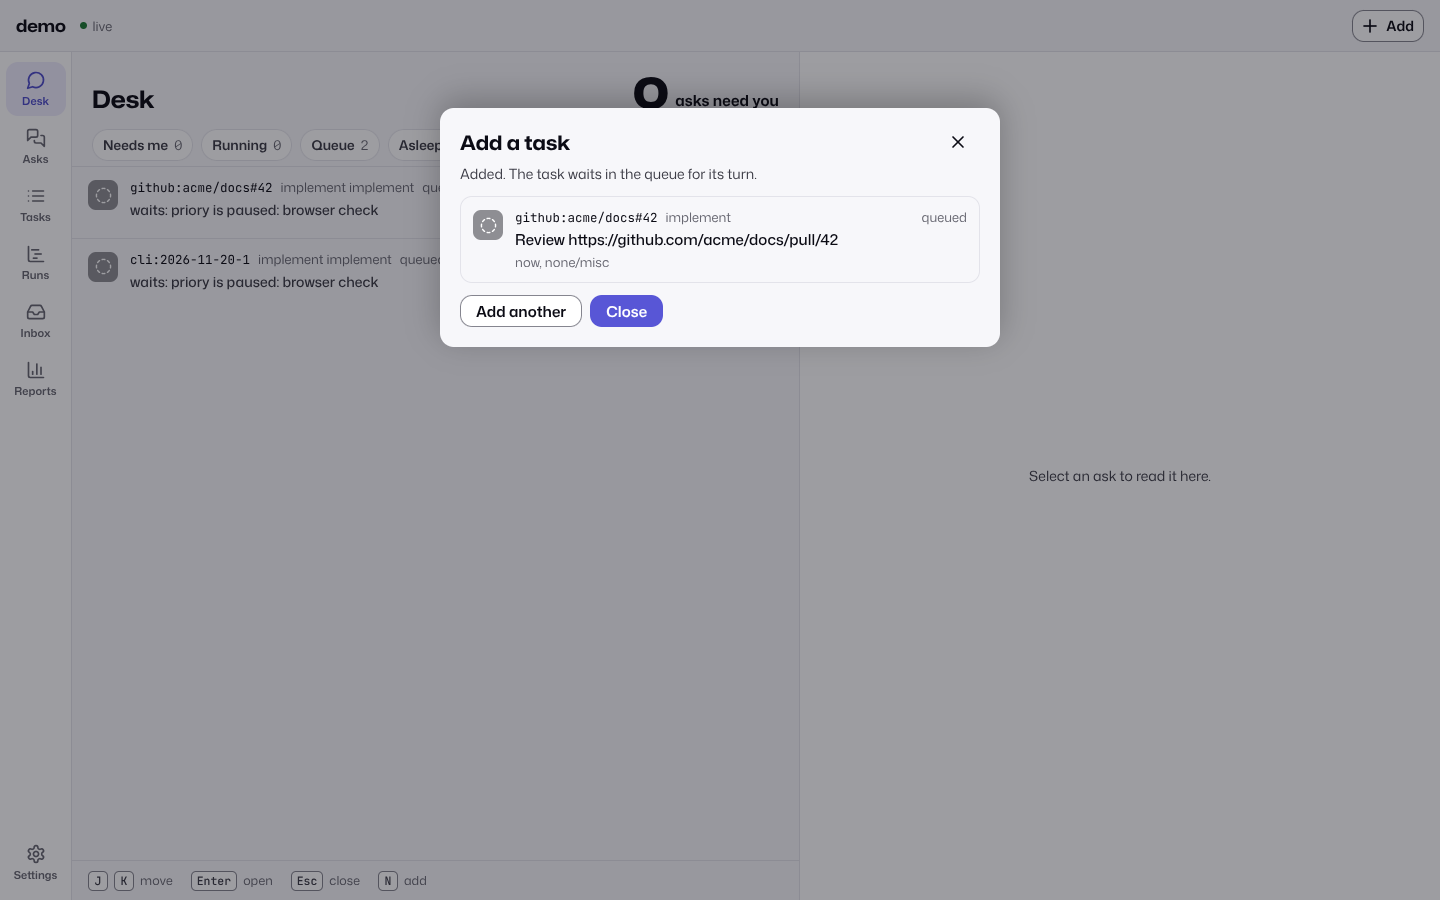 demo live
Add
Desk
Asks
Tasks
Runs
Inbox
Reports
Settings
Desk
0 asks need you
Needs me 0 Running 0 Queue 2 Asleep
github:acme/docs#42 implement implement
waits: priory is paused: browser check
cli:2026-11-20-1 implement implement
waits: priory is paused: browser check
Add a task
Added. The task waits in the queue for its turn.
github:acme/docs#42 implement queued
Review https://github.com/acme/docs/pull/42
now, none/misc
Add another Close
Select an ask to read it here.
J K move Enter open Esc close N add